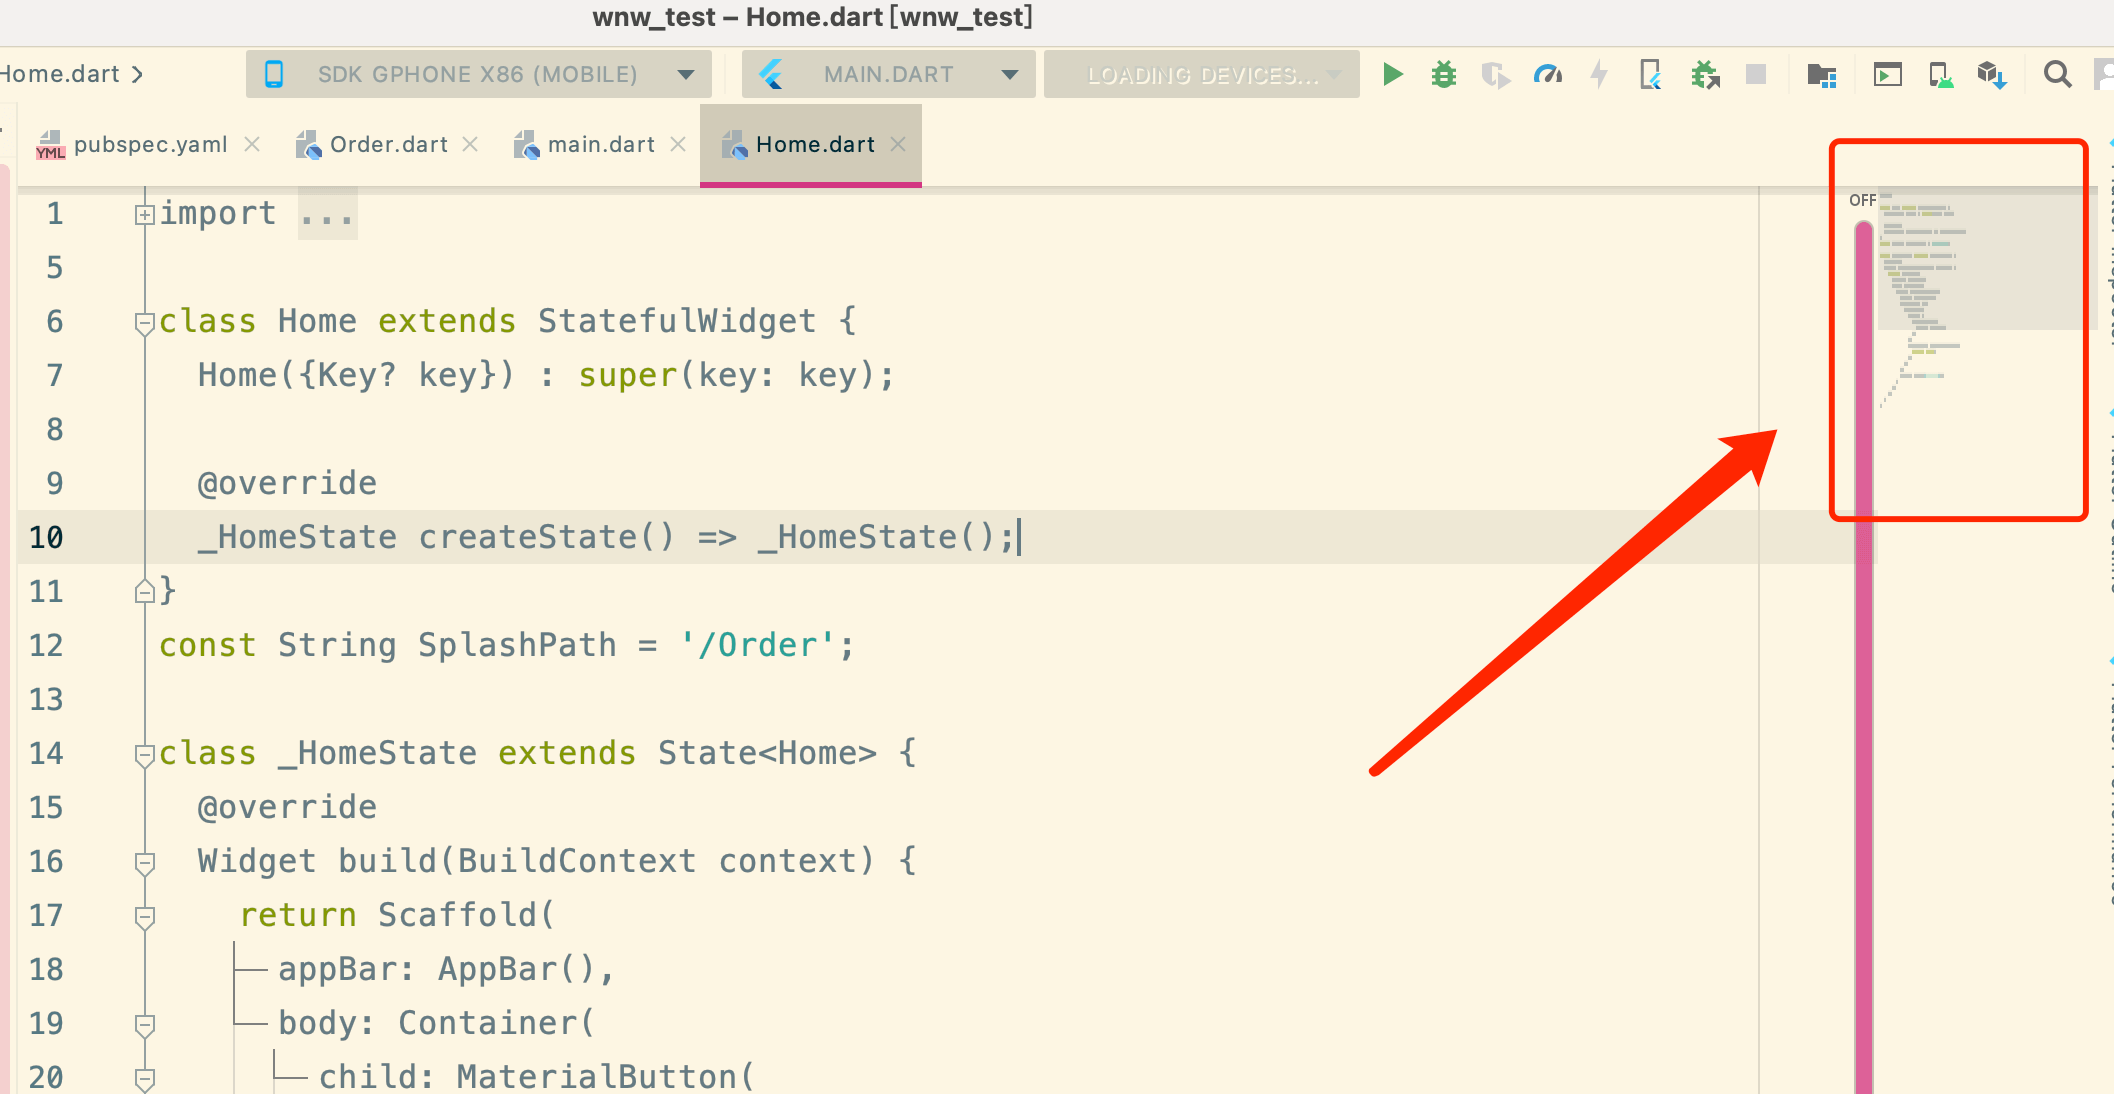 wnw_test – Home.dart [wnw_test]
Home.dart
SDK GPHONE X86 (MOBILE)
MAIN.DART
LOADING DEVICES...
YML pubspec.yaml
Order.dart
main.dart
Home.dart
OFF
1 import ...
5
6 class Home extends StatefulWidget {
7 Home({Key? key}) : super(key: key);
8
9 @override
10 _HomeState createState() => _HomeState();
11 }
12 const String SplashPath = '/Order';
13
14 class _HomeState extends State<Home> {
15 @override
16 Widget build(BuildContext context) {
17 return Scaffold(
18 appBar: AppBar(),
19 body: Container(
20 child: MaterialButton(